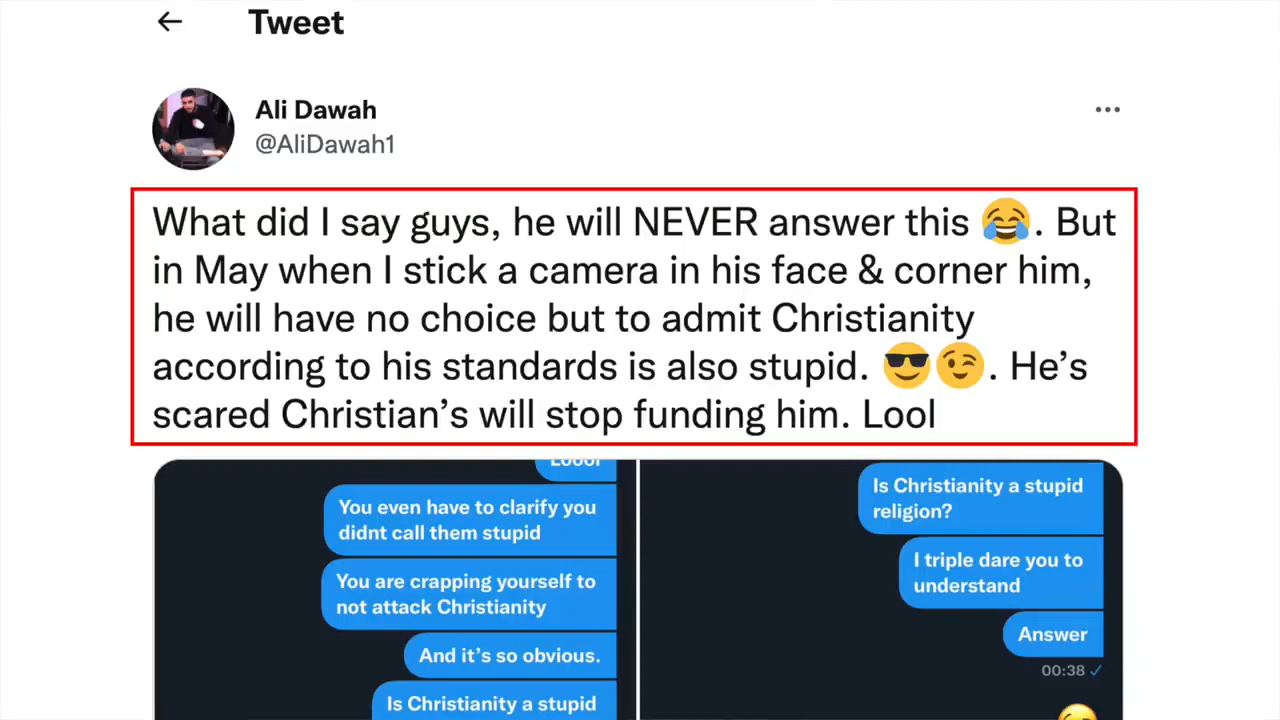 Tweet
Ali Dawah
@AliDawah1
What did I say guys, he will NEVER answer this 😂. But
in May when I stick a camera in his face & corner him,
he will have no choice but to admit Christianity
according to his standards is also stupid. 😎😉. He’s
scared Christian’s will stop funding him. Lool
Loool
You even have to clarify you
didnt call them stupid
You are crapping yourself to
not attack Christianity
And it’s so obvious.
Is Christianity a stupid
Is Christianity a stupid
religion?
I triple dare you to
understand
Answer
00:38 ✓